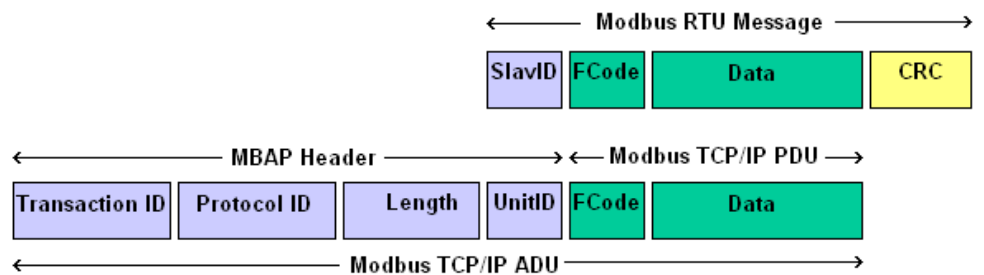 Modbus RTU Message
SlavID FCode Data CRC
MBAP Header Modbus TCP/IP PDU
Transaction ID Protocol ID Length UnitID FCode Data
Modbus TCP/IP ADU